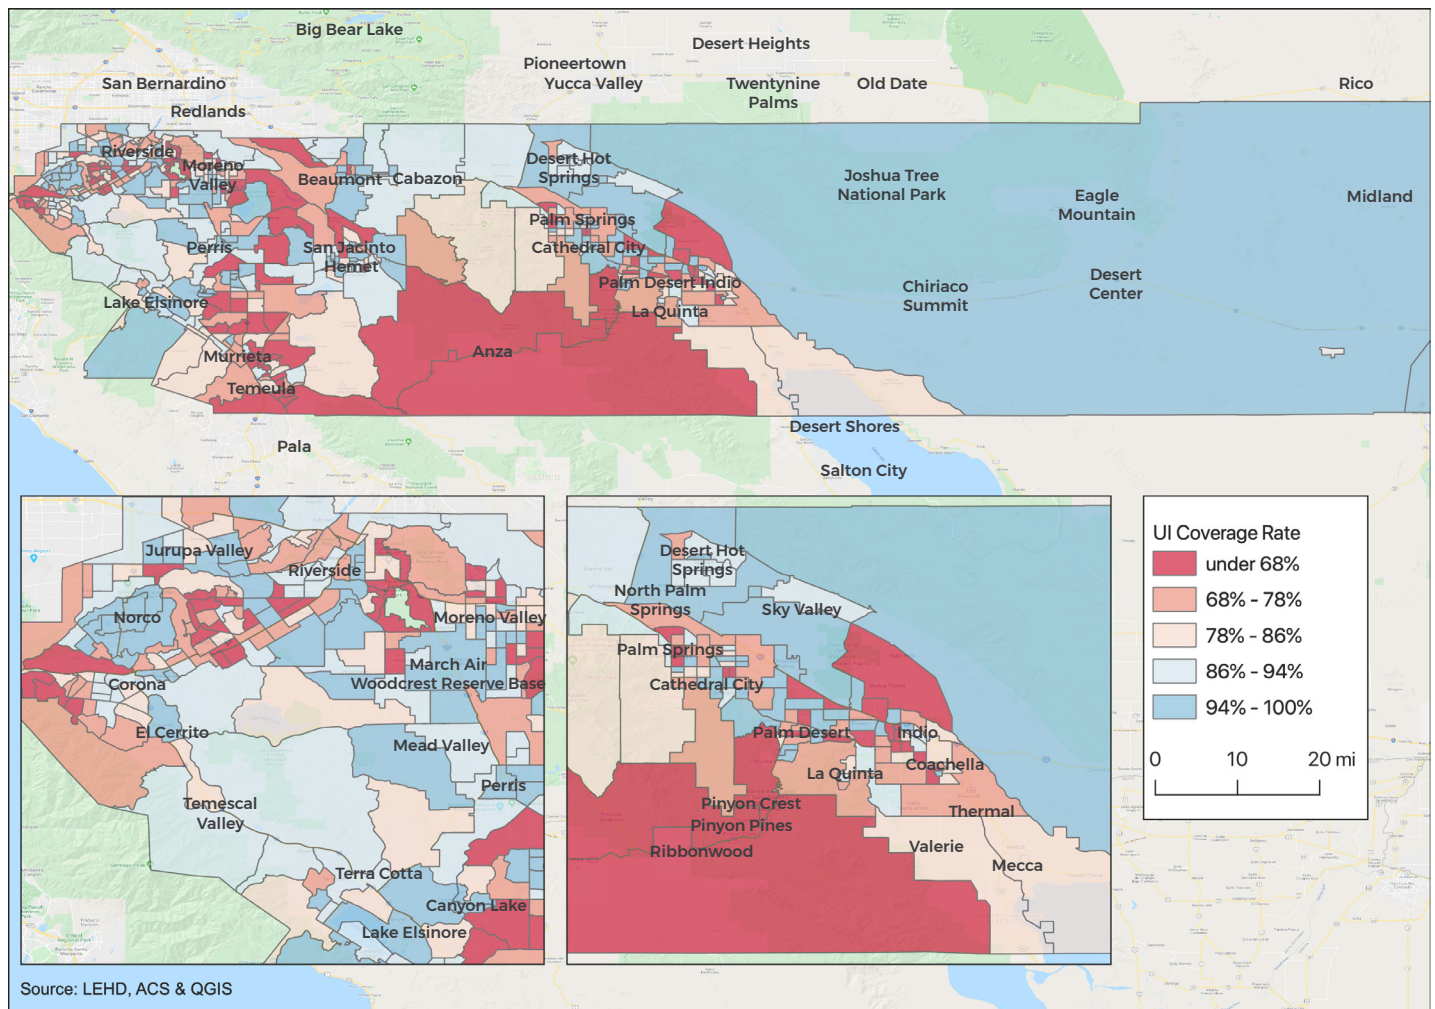 Big Bear Lake
Desert Heights
Pioneertown
San Bernardino
Yucca Valley
Twentynine
Palms
Old Date
Rico
Redlands
Riverside
Moreno
Valley
Beaumont
Cabazon
Desert Hot
Springs
Joshua Tree
National Park
Eagle
Mountain
Midland
Palm Springs
Perris
San Jacinto
Hemet
Cathedral City
Palm Desert
Indio
Desert
Center
Chiriaco
Summit
Lake Elsinore
La Quinta
Murrieta
Anza
Temeula
Desert Shores
Pala
Salton City
Jurupa Valley
Riverside
Norco
Moreno Valley
March Air
Woodcrest Reserve Base
Corona
El Cerrito
Mead Valley
Perris
Temescal
Valley
Terra Cotta
Canyon Lake
Lake Elsinore
Desert Hot
Springs
North Palm
Springs
Sky Valley
Palm Springs
Cathedral City
Palm Desert
Indio
La Quinta
Coachella
Pinyon Crest
Thermal
Pinyon Pines
Ribbonwood
Valerie
Mecca
UI Coverage Rate
under 68%
68% - 78%
78% - 86%
86% - 94%
94% - 100%
0 10 20 mi
Source: LEHD, ACS & QGIS